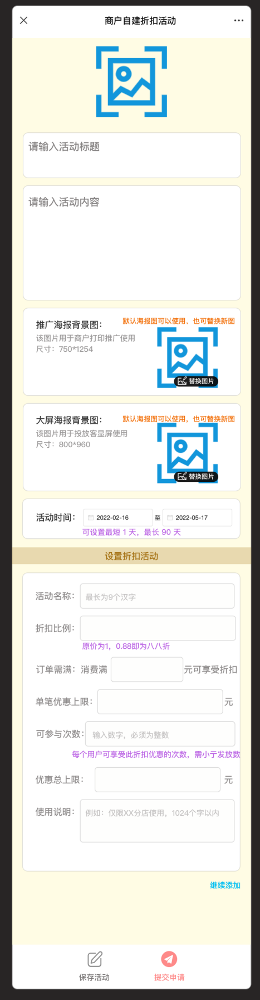 商户自建折扣活动
请输入活动标题
请输入活动内容
默认海报图可以使用，也可替换新图
推广海报背景图：
该图片用于商户打印推广使用
尺寸：750*1254
替换图片
默认海报图可以使用，也可替换新图
大屏海报背景图：
该图片用于投放客显屏使用
尺寸：800*960
替换图片
活动时间： 2022-02-16 至 2022-05-17
可设置最短 1 天，最长 90 天
设置折扣活动
活动名称： 最长为9个汉字
折扣比例：
原价为1，0.88即为八八折
订单需满：消费满 元可享受折扣
单笔优惠上限： 元
可参与次数： 输入数字，必须为整数
每个用户可享受此折扣优惠的次数，需小于发放数
优惠总上限： 元
使用说明： 例如：仅限XX分店使用，1024个字以内
继续添加
保存活动 提交申请